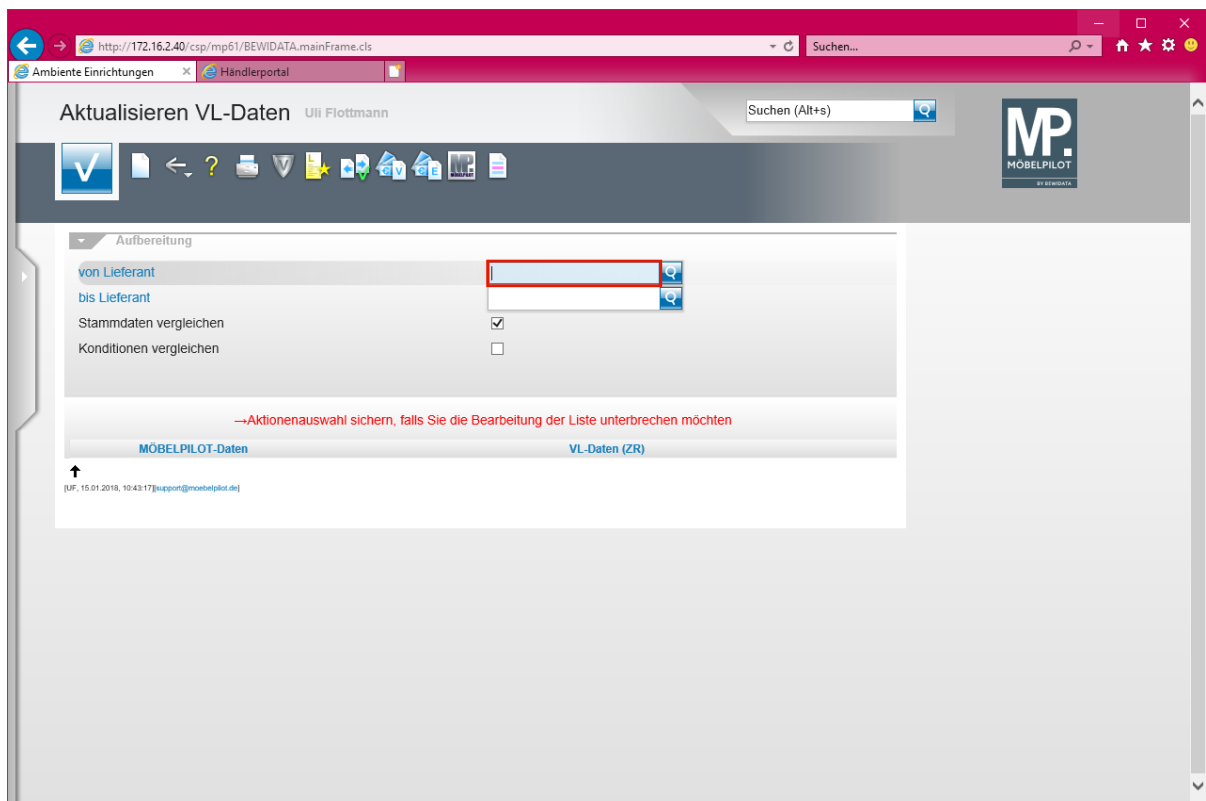 http://172.16.2.40/csp/mp61/BEWIDATA.mainFrame.cls
Suchen...
Ambiente Einrichtungen
Händlerportal
Aktualisieren VL-Daten Uli Flottmann
Suchen (Alt+s)
MP.
MÖBELPILOT
BY BEWIDATA
Aufbereitung
von Lieferant
bis Lieferant
Stammdaten vergleichen
Konditionen vergleichen
→Aktionenauswahl sichern, falls Sie die Bearbeitung der Liste unterbrechen möchten
MÖBELPILOT-Daten VL-Daten (ZR)
[UF, 15.01.2018, 10:43:17][support@moebelpilot.de]